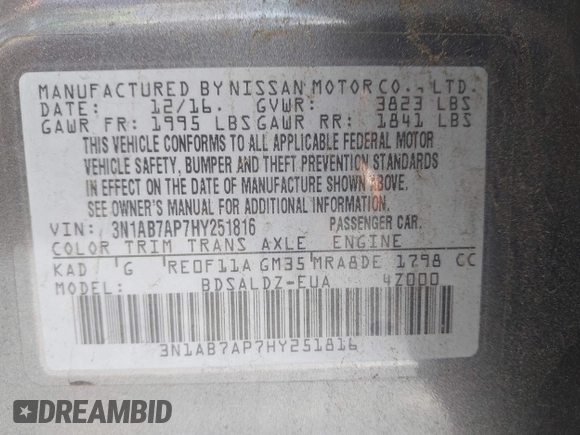 MANUFACTURED BY NISSAN MOTOR CO., LTD.
DATE: 12/16. GVWR: 3823 LBS
GAWR FR: 1995 LBS GAWR RR: 1841 LBS
THIS VEHICLE CONFORMS TO ALL APPLICABLE FEDERAL MOTOR
VEHICLE SAFETY, BUMPER AND THEFT PREVENTION STANDARDS
IN EFFECT ON THE DATE OF MANUFACTURE SHOWN ABOVE.
SEE OWNER'S MANUAL FOR ADDITIONAL INFORMATION.
VIN: 3N1AB7AP7HY251816 PASSENGER CAR.
COLOR TRIM TRANS AXLE ENGINE
KAD G RE0F11A GM35 MRA8DE 1798 CC
MODEL: BDSALDZ-EUA 4Z000
3N1AB7AP7HY251816
DREAMBID